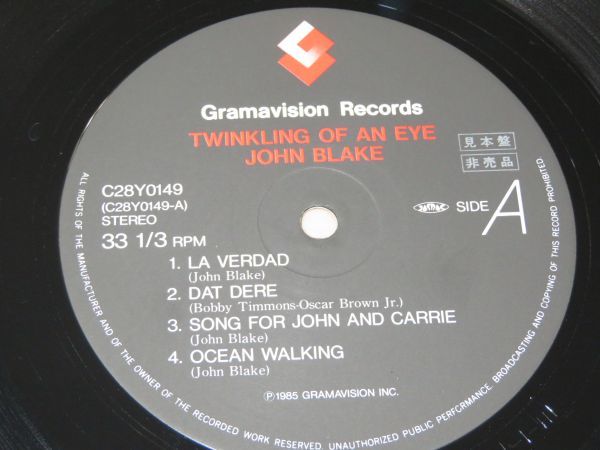 Gramavision Records
TWINKLING OF AN EYE
JOHN BLAKE
見本盤
非売品
C28Y0149
(C28Y0149-A)
STEREO
33 1/3 RPM
JASRAC
SIDE A
1. LA VERDAD
(John Blake)
2. DAT DERE
(Bobby Timmons-Oscar Brown Jr.)
3. SONG FOR JOHN AND CARRIE
(John Blake)
4. OCEAN WALKING
(John Blake)
Ⓟ1985 GRAMAVISION INC.
ALL RIGHTS OF THE MANUFACTURER AND OF THE OWNER OF THE RECORDED WORK RESERVED. UNAUTHORIZED PUBLIC PERFORMANCE, BROADCASTING AND COPYING OF THIS RECORD PROHIBITED.